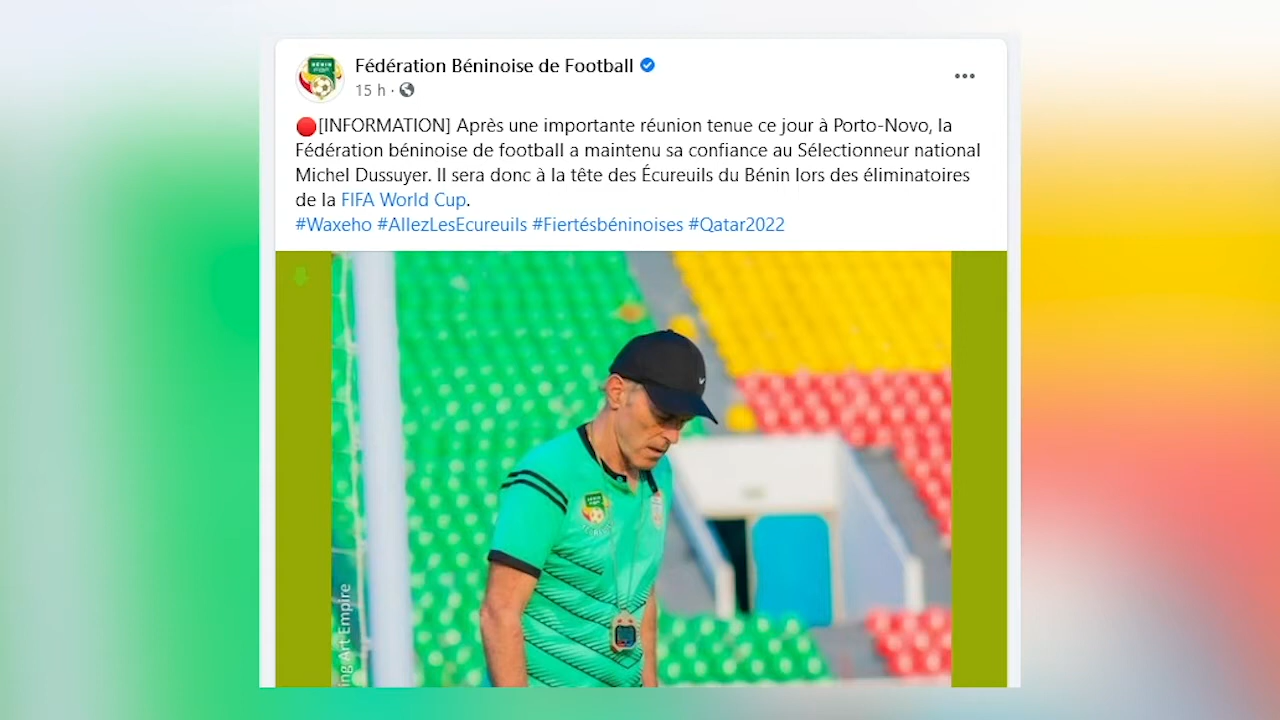 Fédération Béninoise de Football
15 h ·
[INFORMATION] Après une importante réunion tenue ce jour à Porto-Novo, la
Fédération béninoise de football a maintenu sa confiance au Sélectionneur national
Michel Dussuyer. Il sera donc à la tête des Écureuils du Bénin lors des éliminatoires
de la FIFA World Cup.
#Waxeho #AllezLesEcureuils #Fiertésbéninoises #Qatar2022
BÉNIN
Art Empire